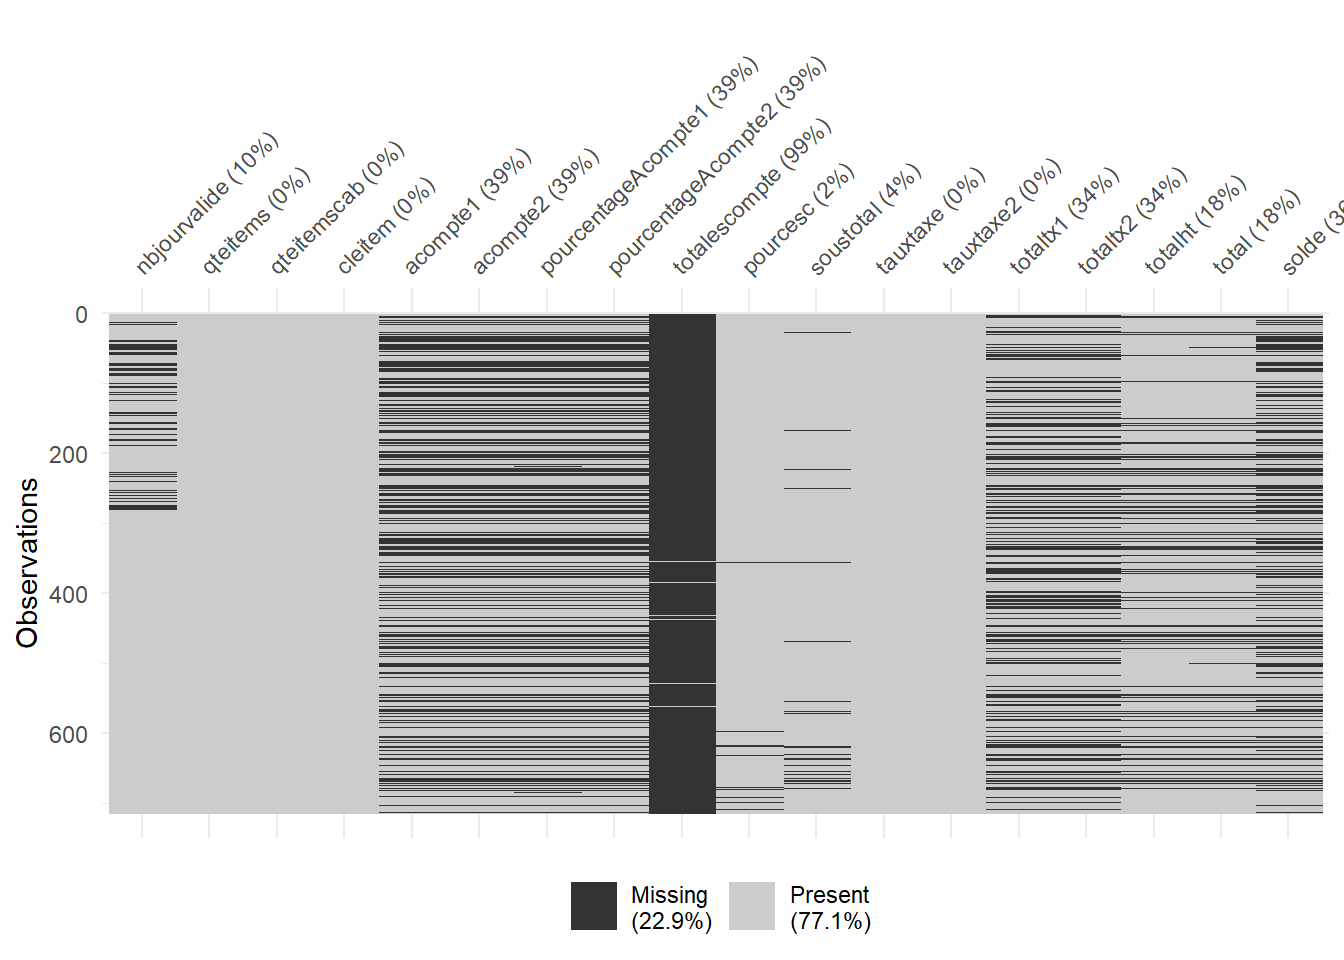 nbjourvalide (10%)
qteitems (0%)
qteitemscab (0%)
cleitem (0%)
acompte1 (39%)
acompte2 (39%)
pourcentageAcompte1 (39%)
pourcentageAcompte2 (39%)
totalescompte (99%)
pourcesc (2%)
soustotal (4%)
tauxtaxe (0%)
tauxtaxe2 (0%)
totaltx1 (34%)
totaltx2 (34%)
totalht (18%)
total (18%)
solde
0
200
400
600
Observations
Missing
(22.9%)
Present
(77.1%)